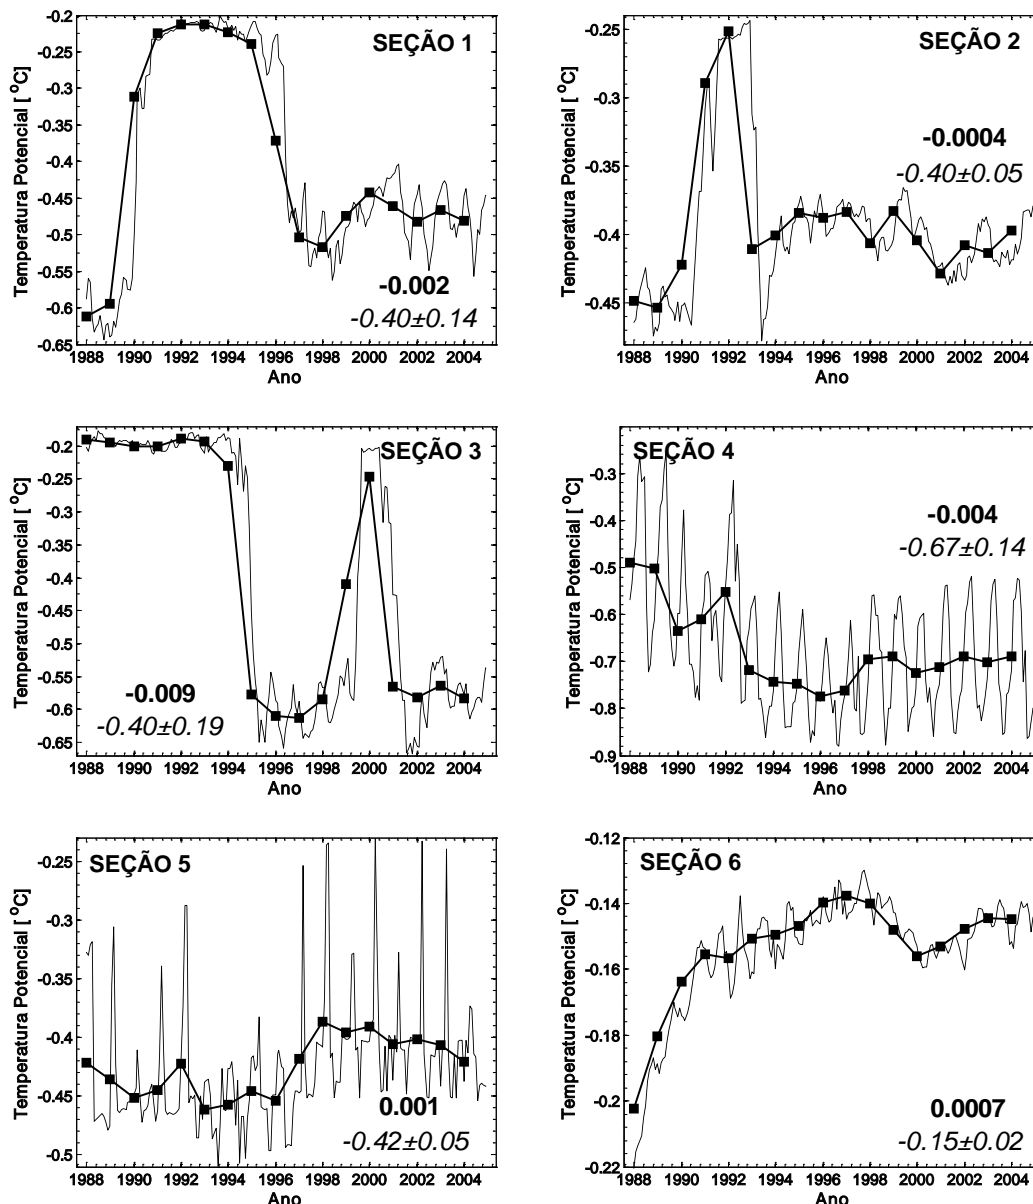 SEÇÃO 1
Temperatura Potencial [ °C]
-0.2
-0.25
-0.3
-0.35
-0.4
-0.45
-0.5
-0.55
-0.6
-0.65
-0.002
-0.40±0.14
1988 1990 1992 1994 1996 1998 2000 2002 2004
Ano
SEÇÃO 2
Temperatura Potencial [ °C]
-0.25
-0.3
-0.35
-0.4
-0.45
-0.0004
-0.40±0.05
1988 1990 1992 1994 1996 1998 2000 2002 2004
Ano
SEÇÃO 3
Temperatura Potencial [ °C]
-0.2
-0.25
-0.3
-0.35
-0.4
-0.45
-0.5
-0.55
-0.6
-0.65
-0.009
-0.40±0.19
1988 1990 1992 1994 1996 1998 2000 2002 2004
Ano
SEÇÃO 4
Temperatura Potencial [ °C]
-0.3
-0.4
-0.5
-0.6
-0.7
-0.8
-0.9
-0.004
-0.67±0.14
1988 1990 1992 1994 1996 1998 2000 2002 2004
Ano
SEÇÃO 5
Temperatura Potencial [ °C]
-0.25
-0.3
-0.35
-0.4
-0.45
-0.5
0.001
-0.42±0.05
1988 1990 1992 1994 1996 1998 2000 2002 2004
Ano
SEÇÃO 6
Temperatura Potencial [ °C]
-0.12
-0.14
-0.16
-0.18
-0.2
-0.22
0.0007
-0.15±0.02
1988 1990 1992 1994 1996 1998 2000 2002 2004
Ano